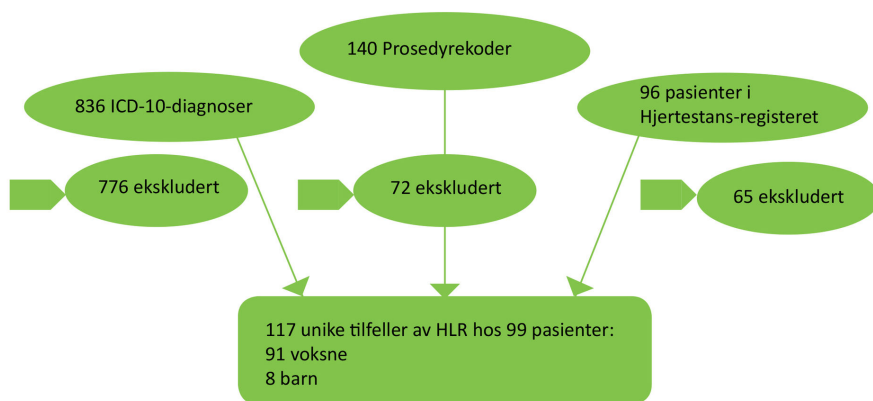 140 Prosedyrekoder
836 ICD-10-diagnoser
96 pasienter i
Hjertestans-registeret
776 ekskludert
72 ekskludert
65 ekskludert
117 unike tilfeller av HLR hos 99 pasienter:
91 voksne
8 barn